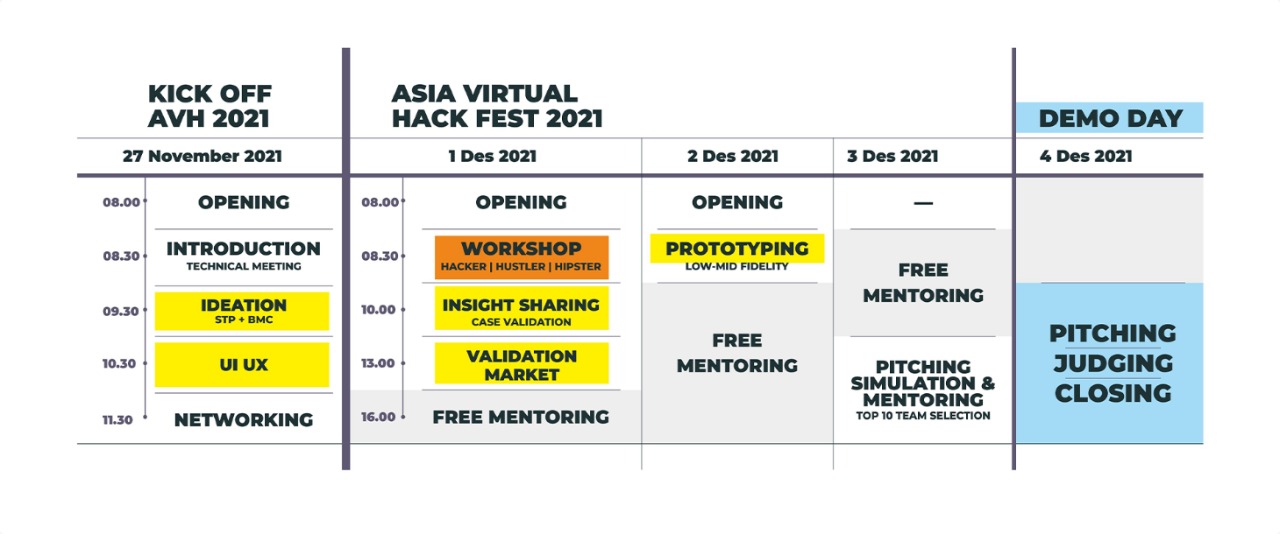 KICK OFF
AVH 2021
ASIA VIRTUAL
HACK FEST 2021
DEMO DAY
27 November 2021
1 Des 2021
2 Des 2021
3 Des 2021
4 Des 2021
08.00
OPENING
08.30
INTRODUCTION
TECHNICAL MEETING
09.30
IDEATION
STP + BMC
10.30
UI UX
11.30
NETWORKING
08.00
OPENING
08.30
WORKSHOP
HACKER | HUSTLER | HIPSTER
10.00
INSIGHT SHARING
CASE VALIDATION
13.00
VALIDATION
MARKET
16.00
FREE MENTORING
OPENING
PROTOTYPING
LOW-MID FIDELITY
FREE
MENTORING
—
FREE
MENTORING
PITCHING
SIMULATION &
MENTORING
TOP 10 TEAM SELECTION
PITCHING
JUDGING
CLOSING